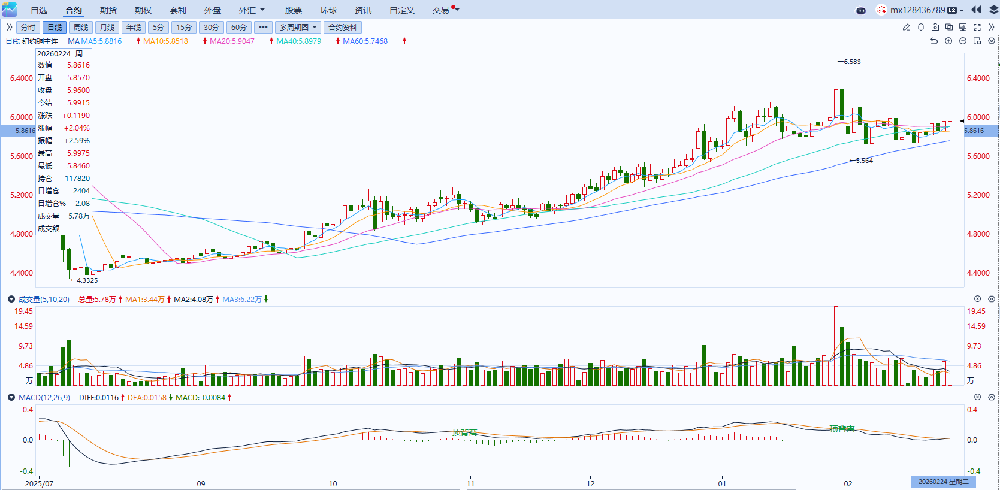 自选 合约 期货 期权 套利 外盘 外汇 股票 环球 资讯 自定义 交易 mx128436789 L2
分时 日线 周线 月线 年线 5分 15分 30分 60分 ••• 多周期图 合约资料
日线 纽约铜主连 MA MA5:5.8816 MA10:5.8518 MA20:5.9047 MA40:5.8979 MA60:5.7468
20260224 周二
数值 5.8616
开盘 5.8570
收盘 5.9600
今结 5.9915
涨跌 +0.1190
涨幅 +2.04%
振幅 +2.59%
最高 5.9975
最低 5.8460
持仓 117820
日增仓 2404
日增仓% 2.08
成交量 5.78万
成交额 --
6.4000 6.4000
6.0000 6.0000
5.8616 5.8616
5.6000 5.6000
5.2000 5.2000
4.8000 4.8000
4.4000 4.4000
6.583
5.564
4.3325
成交量(5,10,20) 总量:5.78万 MA1:3.44万 MA2:4.08万 MA3:6.22万
19.45 19.45
14.59 14.59
9.73 9.73
4.86 4.86
万 万
MACD(12,26,9) DIFF:0.0116 DEA:0.0158 MACD:-0.0084
0.4 0.4
顶背离 顶背离
0.0 0.0
-0.4 -0.4
2025/07 09 10 11 12 01 02 20260224 星期二